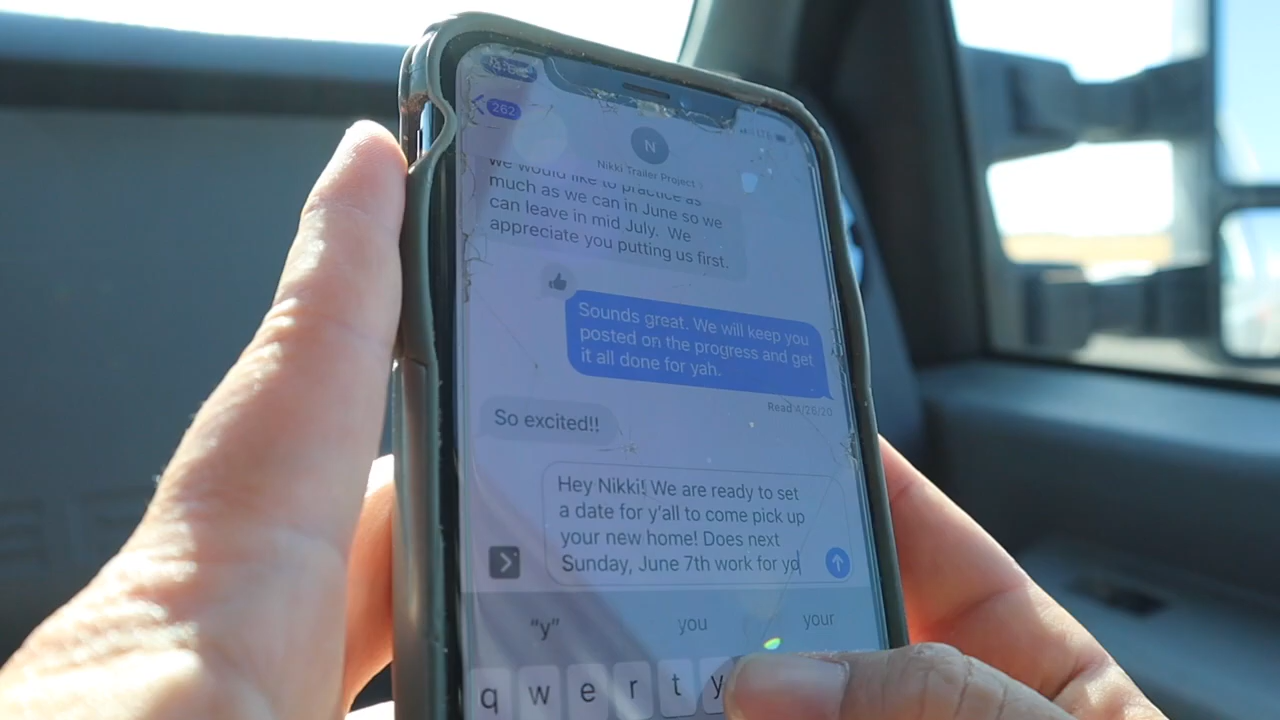 262
N
Nikki Trailer Project
we would like to practice as
much as we can in June so we
can leave in mid July. We
appreciate you putting us first.
Sounds great. We will keep you
posted on the progress and get
it all done for yah.
Read 4/26/20
So excited!!
Hey Nikki! We are ready to set
a date for y'all to come pick up
your new home! Does next
Sunday, June 7th work for yo
"y" you your
q w e r t y